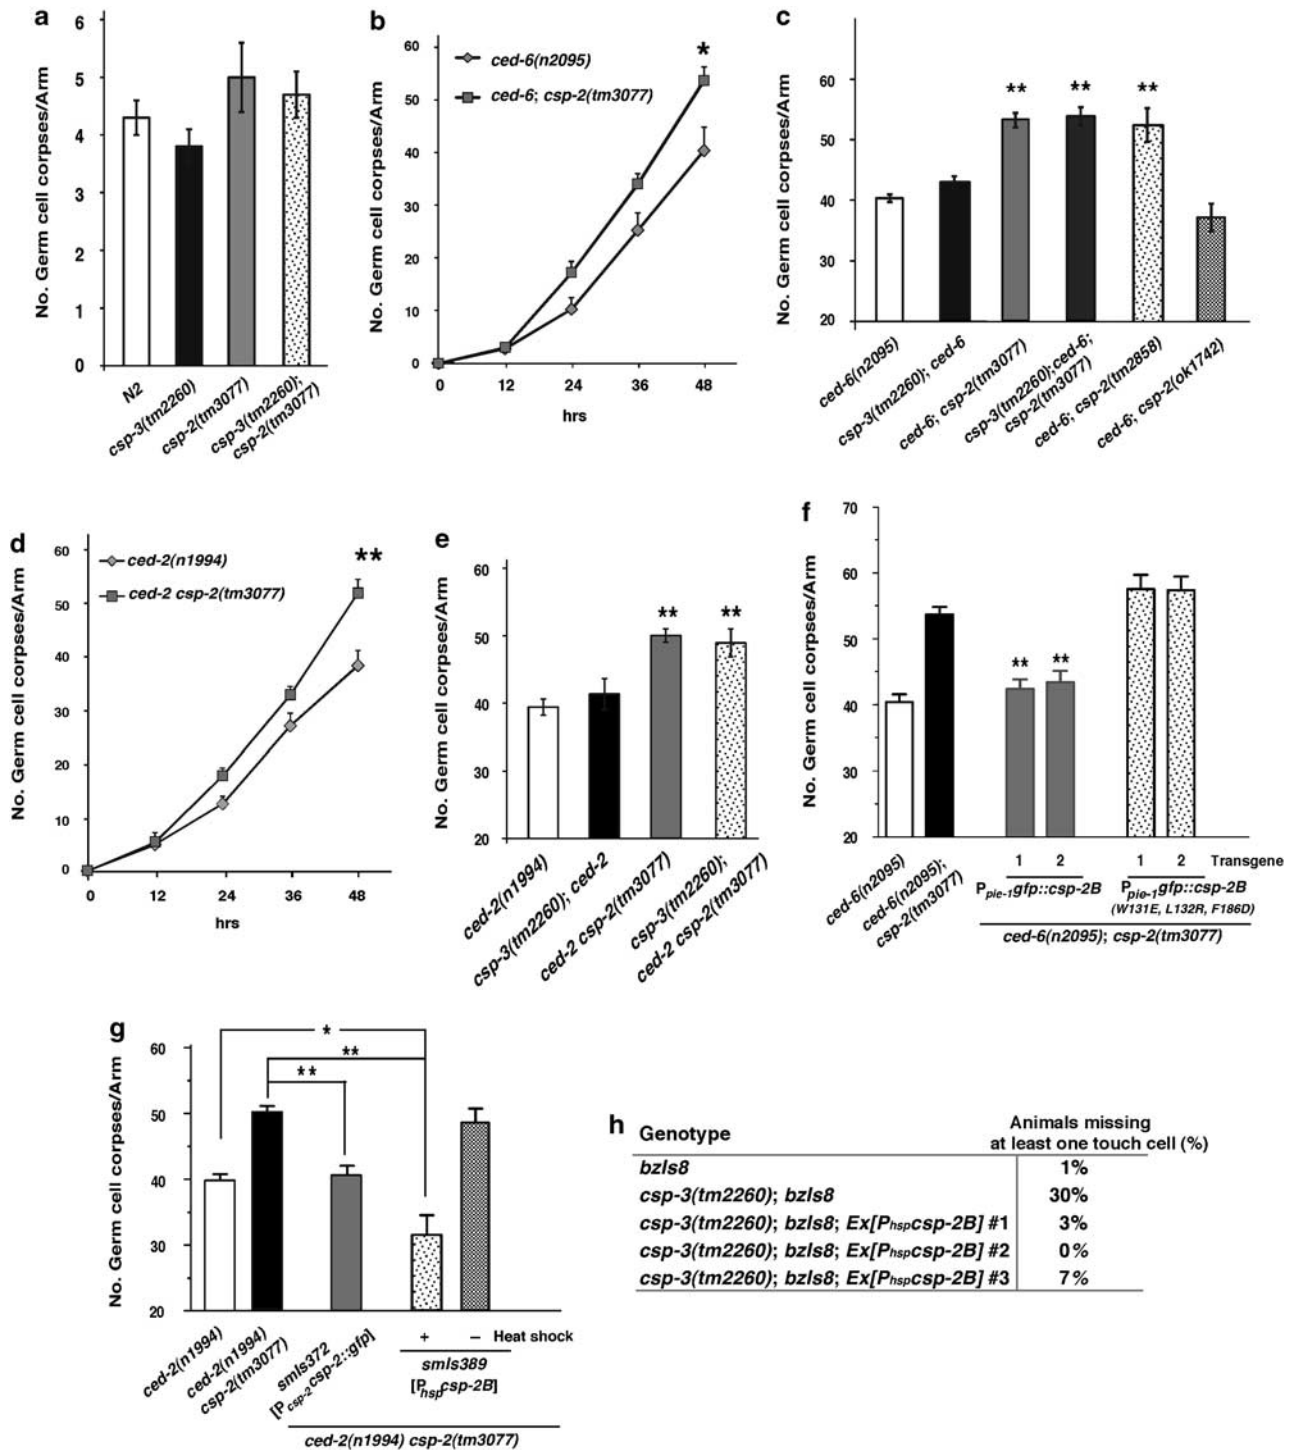 a
No. Germ cell corpses/Arm
6
5
4
3
2
1
0
N2
csp-3(tm2260)
csp-2(tm3077)
csp-3(tm2260);
csp-2(tm3077)
b
No. Germ cell corpses/Arm
60
50
40
30
20
10
0
ced-6(n2095)
ced-6; csp-2(tm3077)
*
0 12 24 36 48
hrs
c
No. Germ cell corpses/Arm
60
50
40
30
20
** ** **
ced-6(n2095)
csp-3(tm2260); ced-6
ced-6; csp-2(tm3077)
csp-3(tm2260);ced-6;
csp-2(tm3077)
ced-6; csp-2(tm2858)
ced-6; csp-2(ok1742)
d
No. Germ cell corpses/Arm
60
50
40
30
20
10
0
ced-2(n1994)
ced-2 csp-2(tm3077)
**
0 12 24 36 48
hrs
e
No. Germ cell corpses/Arm
60
50
40
30
20
** **
ced-2(n1994)
csp-3(tm2260); ced-2
ced-2 csp-2(tm3077)
csp-3(tm2260);
ced-2 csp-2(tm3077)
f
No. Germ cell corpses/Arm
70
60
50
40
30
20
** **
ced-6(n2095)
ced-6(n2095);
csp-2(tm3077)
1 2 1 2 Transgene
Ppie-1gfp::csp-2B Ppie-1gfp::csp-2B
(W131E, L132R, F186D)
ced-6(n2095); csp-2(tm3077)
g
No. Germ cell corpses/Arm
60
50
40
30
20
*
**
**
ced-2(n1994)
ced-2(n1994)
csp-2(tm3077)
smIs372
[Pcsp-2csp-2::gfp]
+ – Heat shock
smIs389
[Phspcsp-2B]
ced-2(n1994) csp-2(tm3077)
h
Genotype Animals missing
at least one touch cell (%)
bzIs8 1%
csp-3(tm2260); bzIs8 30%
csp-3(tm2260); bzIs8; Ex[Phspcsp-2B] #1 3%
csp-3(tm2260); bzIs8; Ex[Phspcsp-2B] #2 0%
csp-3(tm2260); bzIs8; Ex[Phspcsp-2B] #3 7%